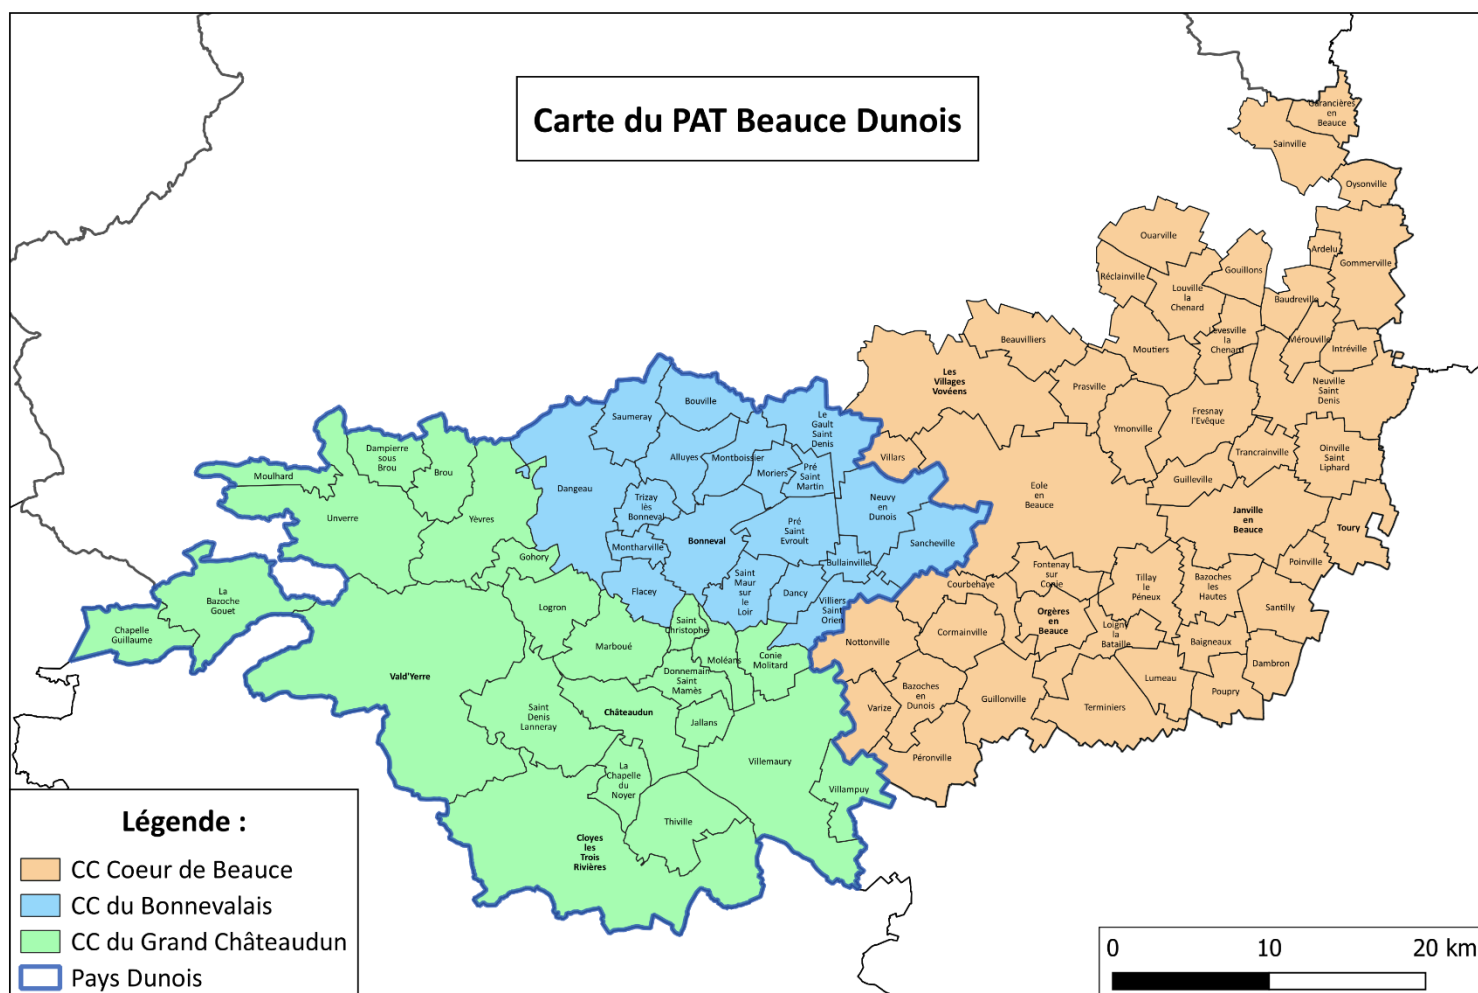 Carte du PAT Beauce Dunois
Garancières
en
Beauce
Sainville
Oysonville
Ouarville
Ardelu
Gommerville
Réclainville
Gouillons
Louville
la
Chenard
Baudreville
Levesville
la
Chenard
Mérouville
Intréville
Beauvilliers
Moutiers
Les
Villages
Vovéens
Prasville
Neuville
Saint
Denis
Fresnay
l'Evêque
Ymonville
Bouville
Saumeray
Le
Gault
Saint
Denis
Villars
Trancrainville
Oinville
Saint
Liphard
Guilleville
Dampierre
sous
Brou
Brou
Moulhard
Alluyes
Montboissier
Moriers
Pré
Saint
Martin
Dangeau
Eole
en
Beauce
Trizay
lès
Bonneval
Neuvy
en
Dunois
Janville
en
Beauce
Toury
Unverre
Yèvres
Pré
Saint
Evroult
Bonneval
Sancheville
Montharville
Gohory
Bullainville
Fontenay
sur
Conie
Poinville
Courbehaye
Tillay
le
Péneux
Bazoches
les
Hautes
Flacey
Saint
Maur
sur
le
Loir
Dancy
Villiers
Saint
Orien
La
Bazoche
Gouet
Logron
Santilly
Orgères
en
Beauce
Chapelle
Guillaume
Saint
Christophe
Cormainville
Loigny
la
Bataille
Nottonville
Baigneaux
Marboué
Moléans
Conie
Molitard
Dambron
Vald'Yerre
Donnemain
Saint
Mamès
Lumeau
Bazoches
en
Dunois
Guillonville
Poupry
Saint
Denis
Lanneray
Châteaudun
Varize
Terminiers
Jallans
Péronville
Villemaury
La
Chapelle
du
Noyer
Villampuy
Thiville
Cloyes
les
Trois
Rivières
Légende :
CC Coeur de Beauce
CC du Bonnevalais
CC du Grand Châteaudun
Pays Dunois
0 10 20 km